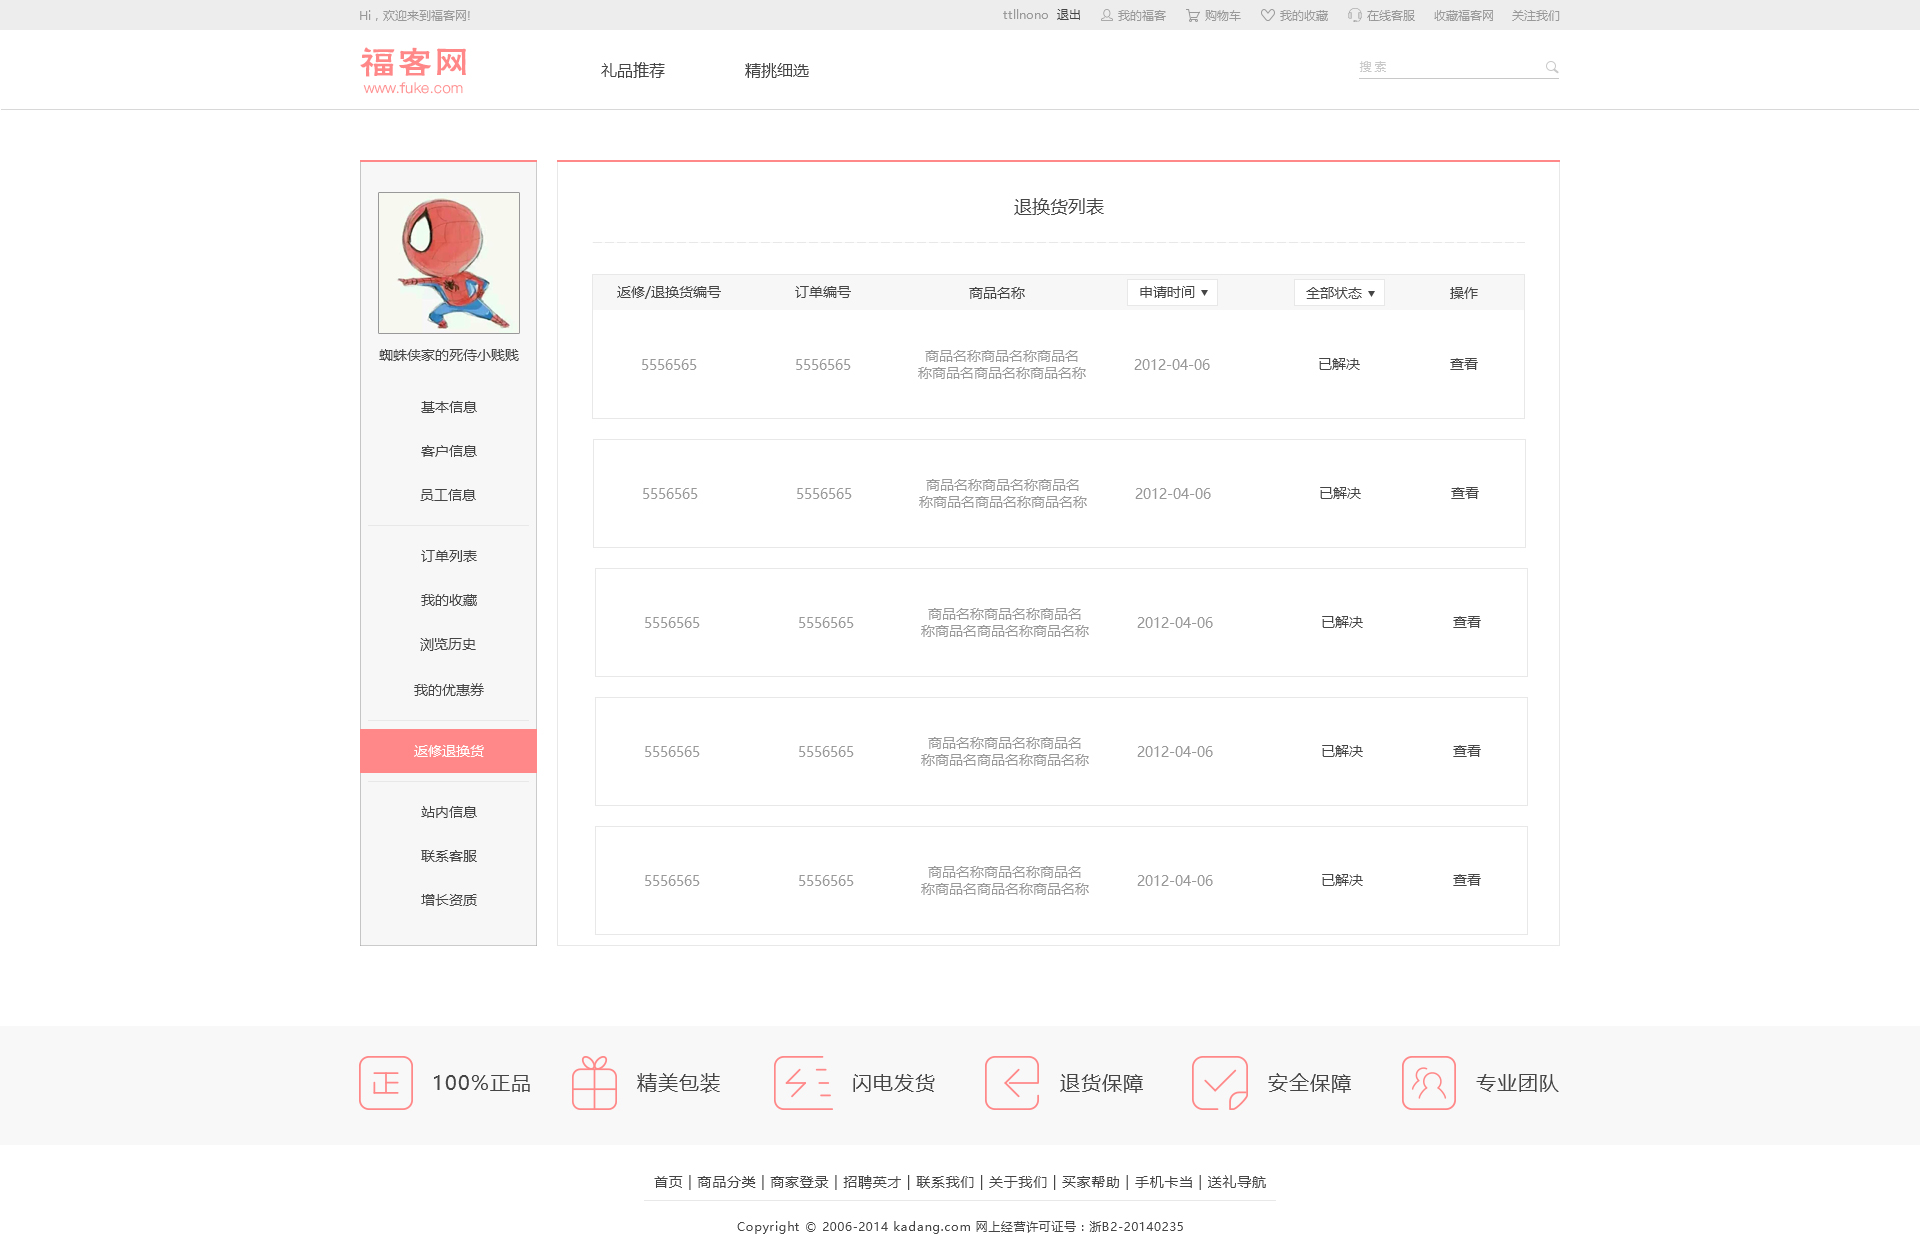 Hi，欢迎来到福客网!
ttllnono 退出 我的福客 购物车 我的收藏 在线客服 收藏福客网 关注我们
福客网
www.fuke.com
礼品推荐 精挑细选
搜索
蜘蛛侠家的死侍小贱贱
基本信息
客户信息
员工信息
订单列表
我的收藏
浏览历史
我的优惠券
返修退换货
站内信息
联系客服
增长资质
退换货列表
返修/退换货编号 订单编号 商品名称 申请时间 ▼ 全部状态 ▼ 操作
5556565 5556565 商品名称商品名称商品名
称商品名商品名称商品名称 2012-04-06 已解决 查看
5556565 5556565 商品名称商品名称商品名
称商品名商品名称商品名称 2012-04-06 已解决 查看
5556565 5556565 商品名称商品名称商品名
称商品名商品名称商品名称 2012-04-06 已解决 查看
5556565 5556565 商品名称商品名称商品名
称商品名商品名称商品名称 2012-04-06 已解决 查看
5556565 5556565 商品名称商品名称商品名
称商品名商品名称商品名称 2012-04-06 已解决 查看
正 100%正品 精美包装 闪电发货 退货保障 安全保障 专业团队
首页 | 商品分类 | 商家登录 | 招聘英才 | 联系我们 | 关于我们 | 买家帮助 | 手机卡当 | 送礼导航
Copyright © 2006-2014 kadang.com 网上经营许可证号：浙B2-20140235